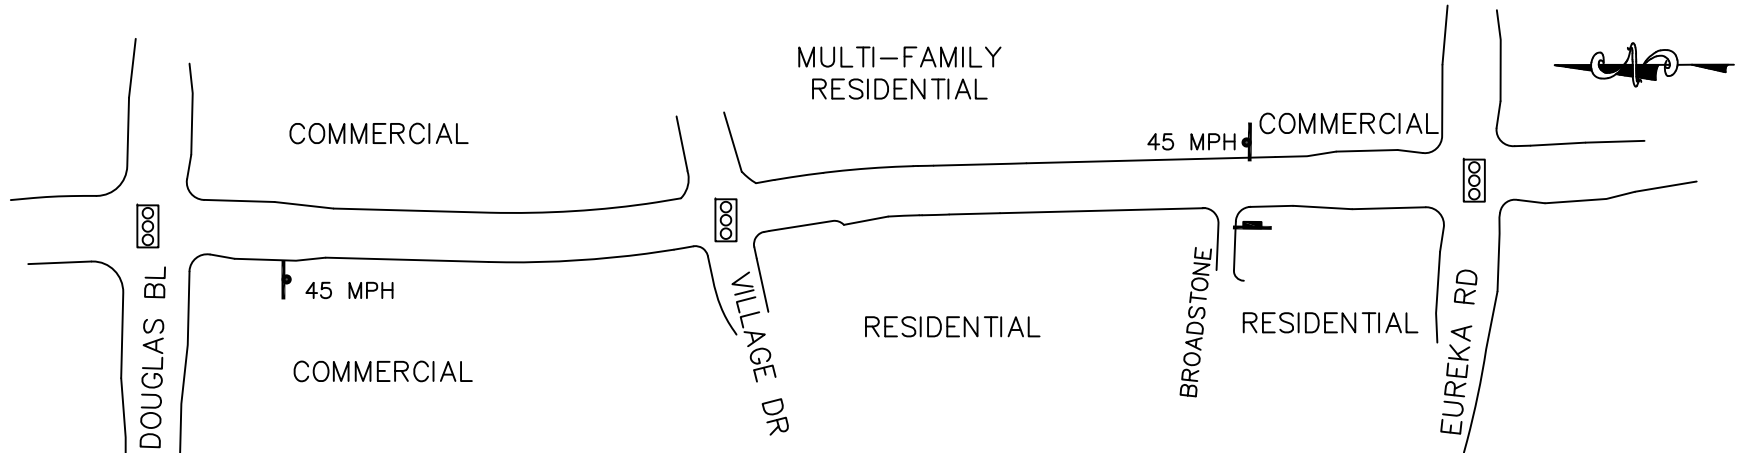 MULTI-FAMILY
RESIDENTIAL
COMMERCIAL
45 MPH
COMMERCIAL
45 MPH
COMMERCIAL
DOUGLAS BL
VILLAGE DR
RESIDENTIAL
BROADSTONE
RESIDENTIAL
EUREKA RD